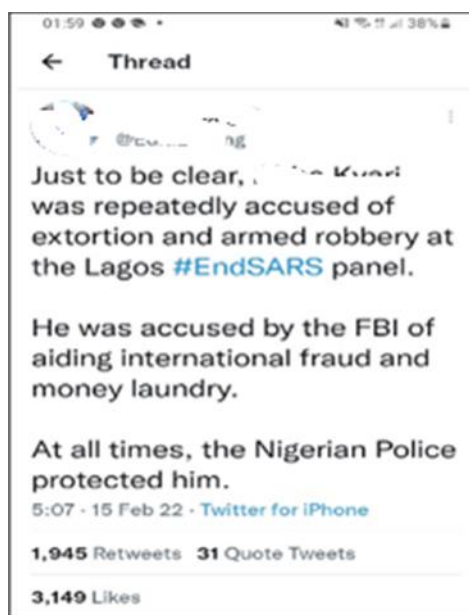 01:59
38%
← Thread
Just to be clear,
was repeatedly accused of
extortion and armed robbery at
the Lagos #EndSARS panel.
He was accused by the FBI of
aiding international fraud and
money laundry.
At all times, the Nigerian Police
protected him.
5:07 · 15 Feb 22 · Twitter for iPhone
1,945 Retweets 31 Quote Tweets
3,149 Likes